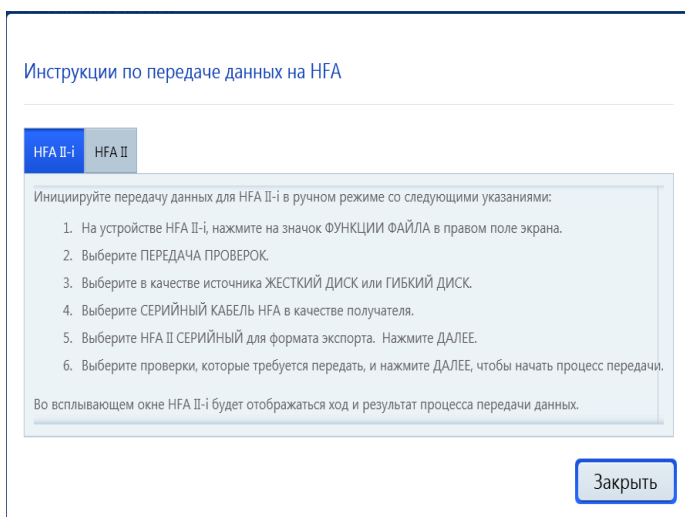 Инструкции по передаче данных на HFA
HFA II-i
HFA II
Инициируйте передачу данных для HFA II-i в ручном режиме со следующими указаниями:
1. На устройстве HFA II-i, нажмите на значок ФУНКЦИИ ФАЙЛА в правом поле экрана.
2. Выберите ПЕРЕДАЧА ПРОВЕРОК.
3. Выберите в качестве источника ЖЕСТКИЙ ДИСК или ГИБКИЙ ДИСК.
4. Выберите СЕРИЙНЫЙ КАБЕЛЬ HFA в качестве получателя.
5. Выберите HFA II СЕРИЙНЫЙ для формата экспорта. Нажмите ДАЛЕЕ.
6. Выберите проверки, которые требуется передать, и нажмите ДАЛЕЕ, чтобы начать процесс передачи.
Во всплывающем окне HFA II-i будет отображаться ход и результат процесса передачи данных.
Закрыть